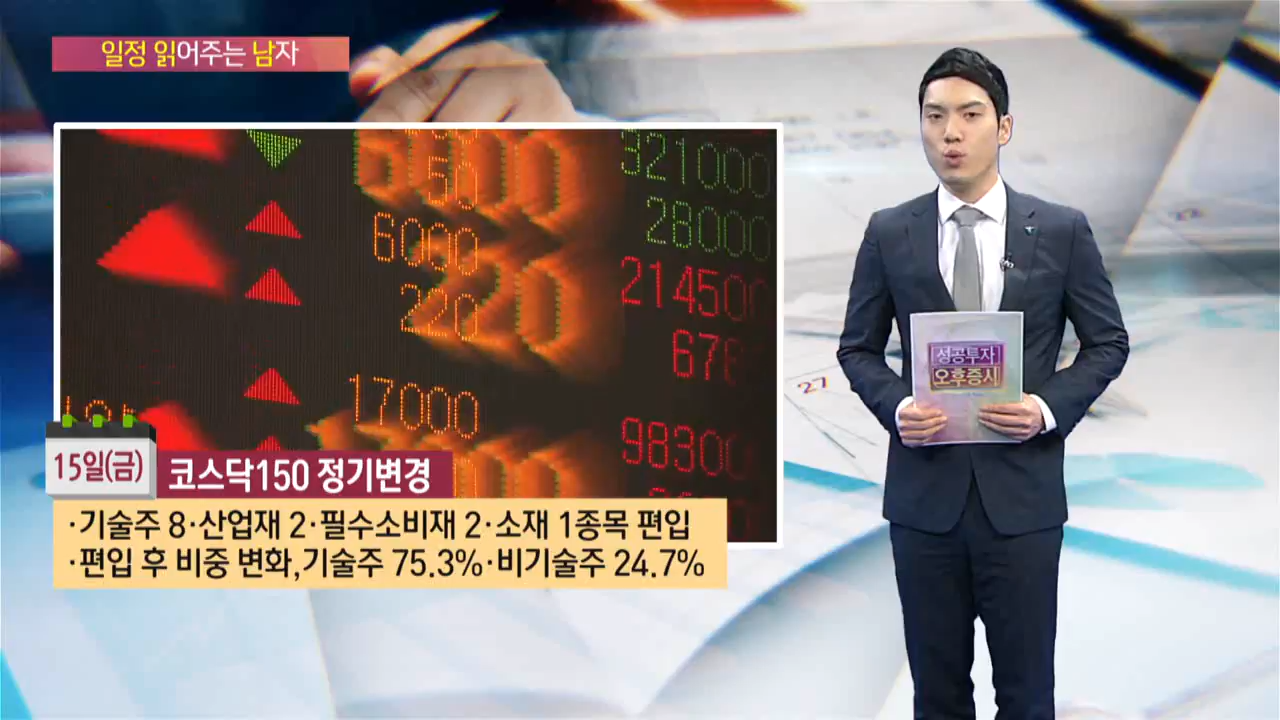 일정 읽어주는 남자
50
921000
6000
28000
220
214500
17000
98300
15일(금)
코스닥150 정기변경
·기술주 8·산업재 2·필수소비재 2·소재 1종목 편입
·편입 후 비중 변화,기술주 75.3%·비기술주 24.7%
성공투자
오후증시
27